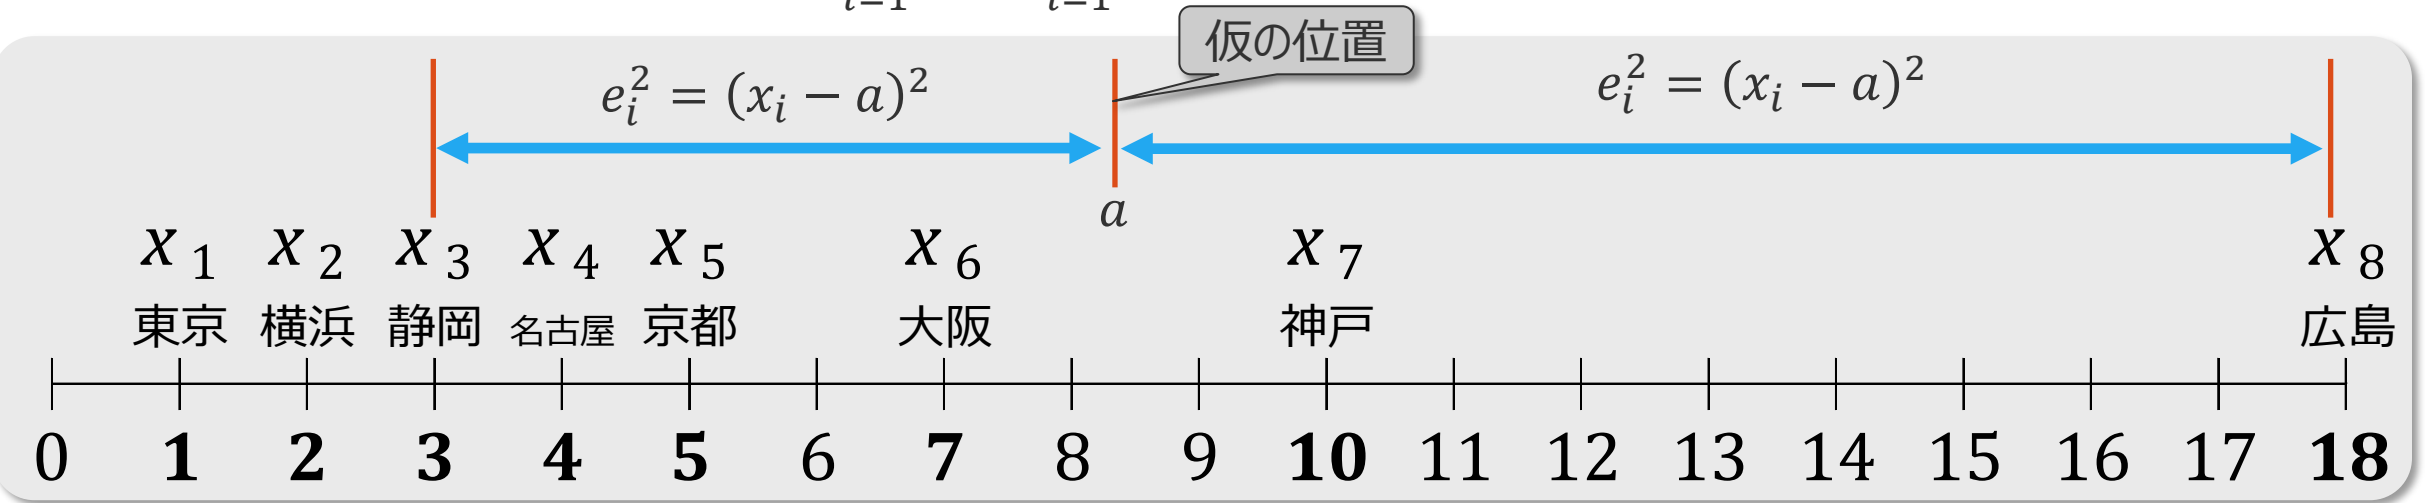 i=1 i=1
仮の位置
e_i^2 = (x_i − a)^2 e_i^2 = (x_i − a)^2
a
x 1 x 2 x 3 x 4 x 5 x 6 x 7 x 8
東京 横浜 静岡 名古屋 京都 大阪 神戸 広島
0 1 2 3 4 5 6 7 8 9 10 11 12 13 14 15 16 17 18